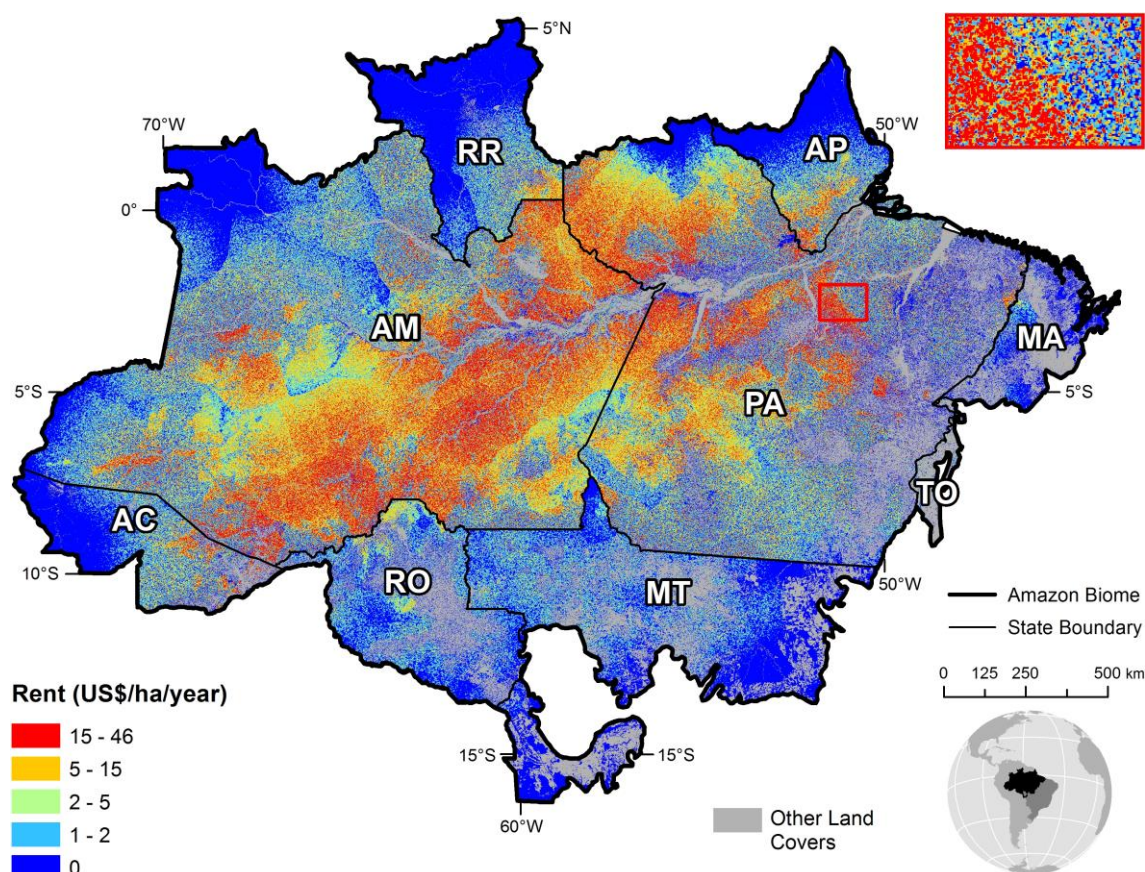 5°N
70°W
RR
AP
50°W
0°
AM
MA
5°S
PA
5°S
TO
AC
10°S
RO
MT
50°W
Amazon Biome
State Boundary
0 125 250 500 km
Rent (US$/ha/year)
15 - 46
5 - 15
2 - 5
1 - 2
0
15°S
15°S
60°W
Other Land
Covers